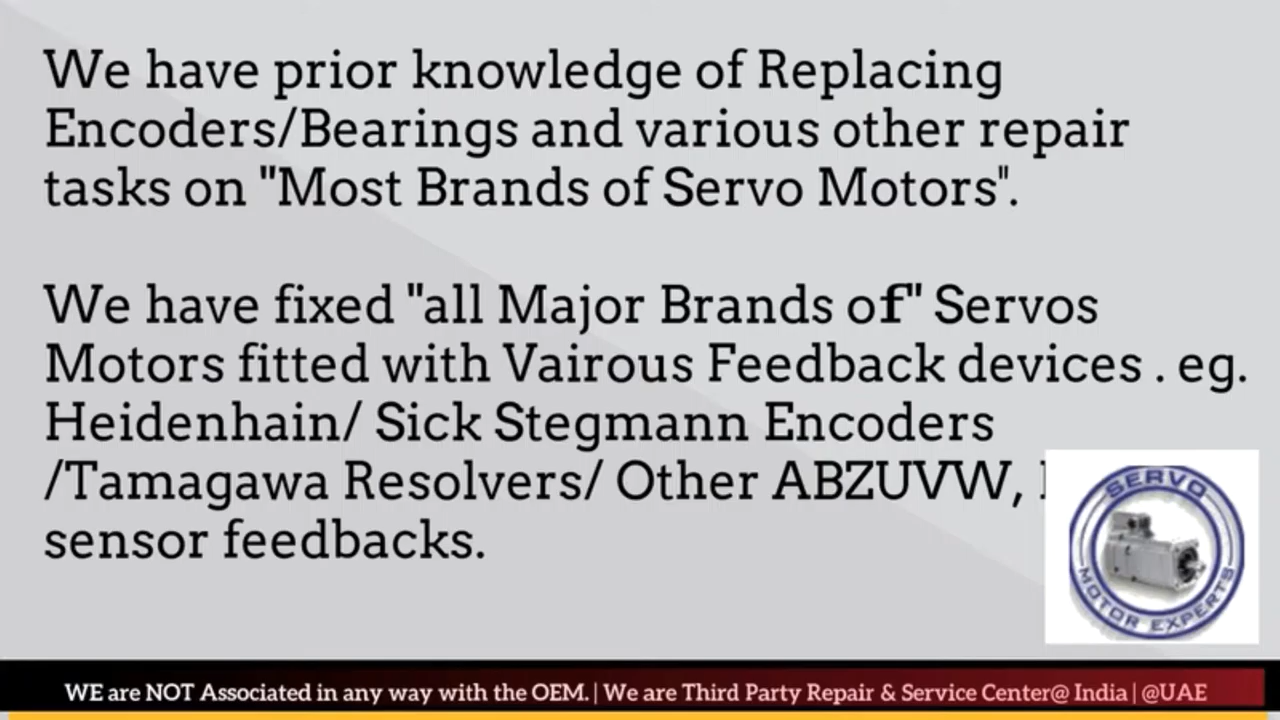 We have prior knowledge of Replacing
Encoders/Bearings and various other repair
tasks on "Most Brands of Servo Motors".
We have fixed "all Major Brands of" Servos
Motors fitted with Vairous Feedback devices . eg.
Heidenhain/ Sick Stegmann Encoders
/Tamagawa Resolvers/ Other ABZUVW,
sensor feedbacks.
SERVO
MOTOR EXPERTS
WE are NOT Associated in any way with the OEM. | We are Third Party Repair & Service Center@ India | @UAE